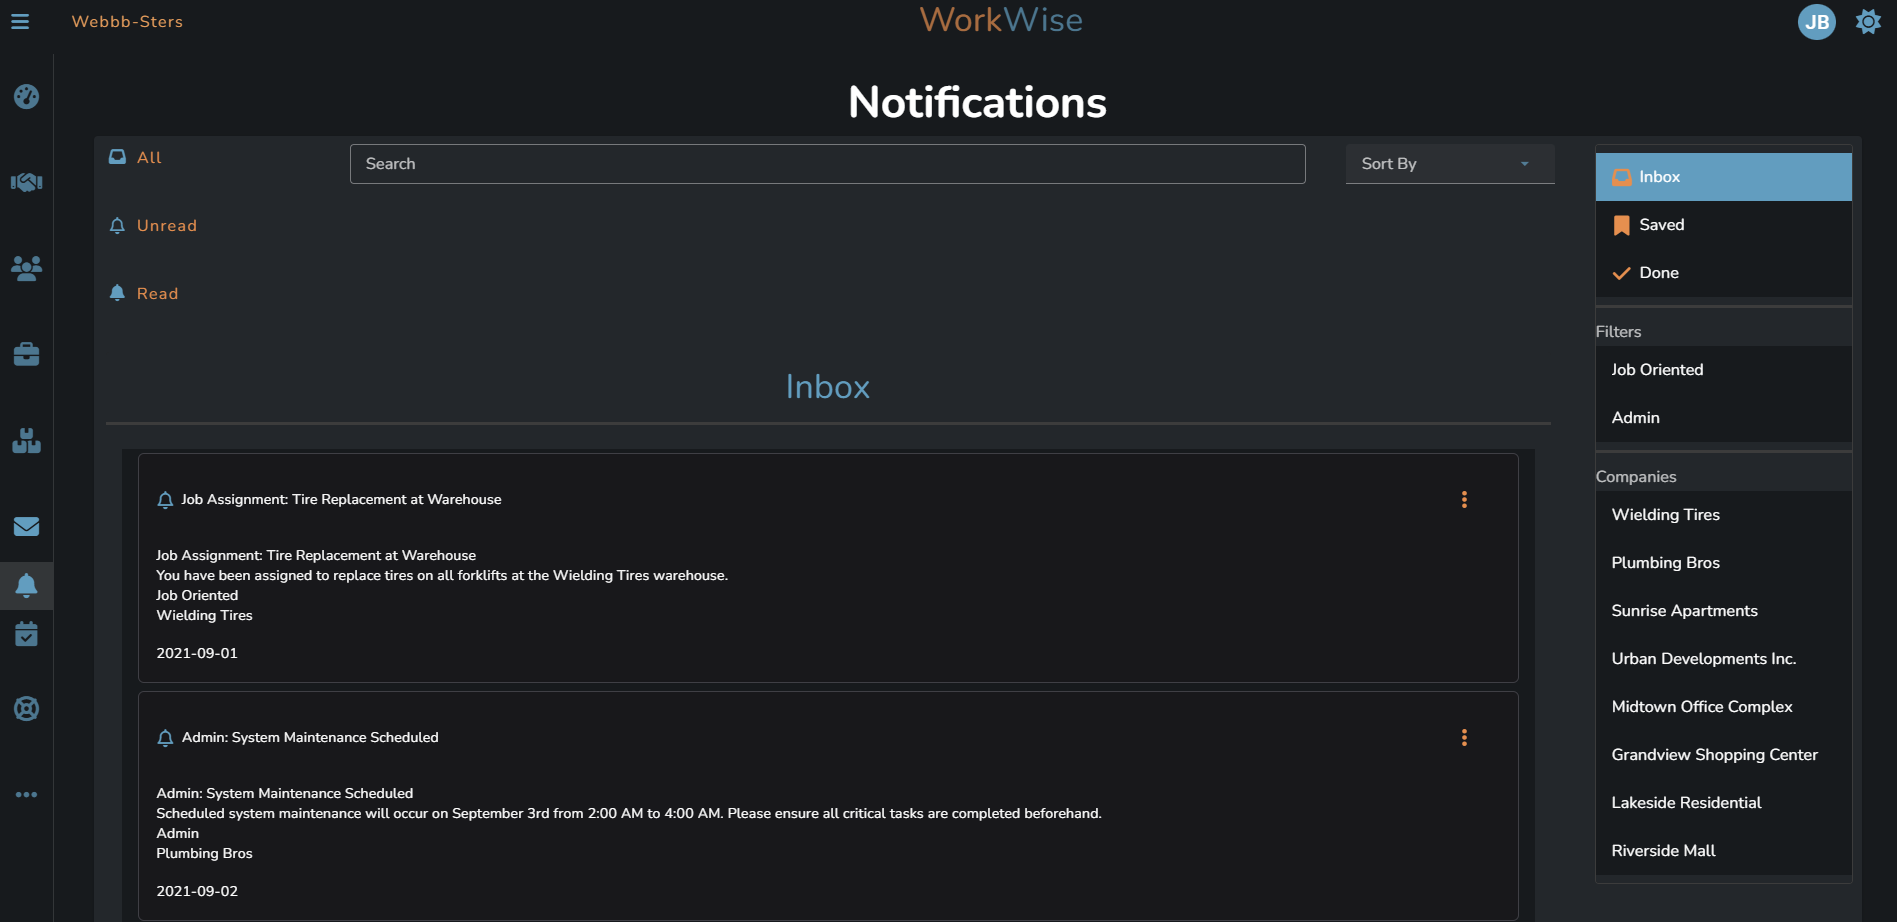 Webbb-Sters
WorkWise
JB
Notifications
All
Search
Sort By
Unread
Read
Inbox
Job Assignment: Tire Replacement at Warehouse
Job Assignment: Tire Replacement at Warehouse
You have been assigned to replace tires on all forklifts at the Wielding Tires warehouse.
Job Oriented
Wielding Tires
2021-09-01
Admin: System Maintenance Scheduled
Admin: System Maintenance Scheduled
Scheduled system maintenance will occur on September 3rd from 2:00 AM to 4:00 AM. Please ensure all critical tasks are completed beforehand.
Admin
Plumbing Bros
2021-09-02
Inbox
Saved
Done
Filters
Job Oriented
Admin
Companies
Wielding Tires
Plumbing Bros
Sunrise Apartments
Urban Developments Inc.
Midtown Office Complex
Grandview Shopping Center
Lakeside Residential
Riverside Mall